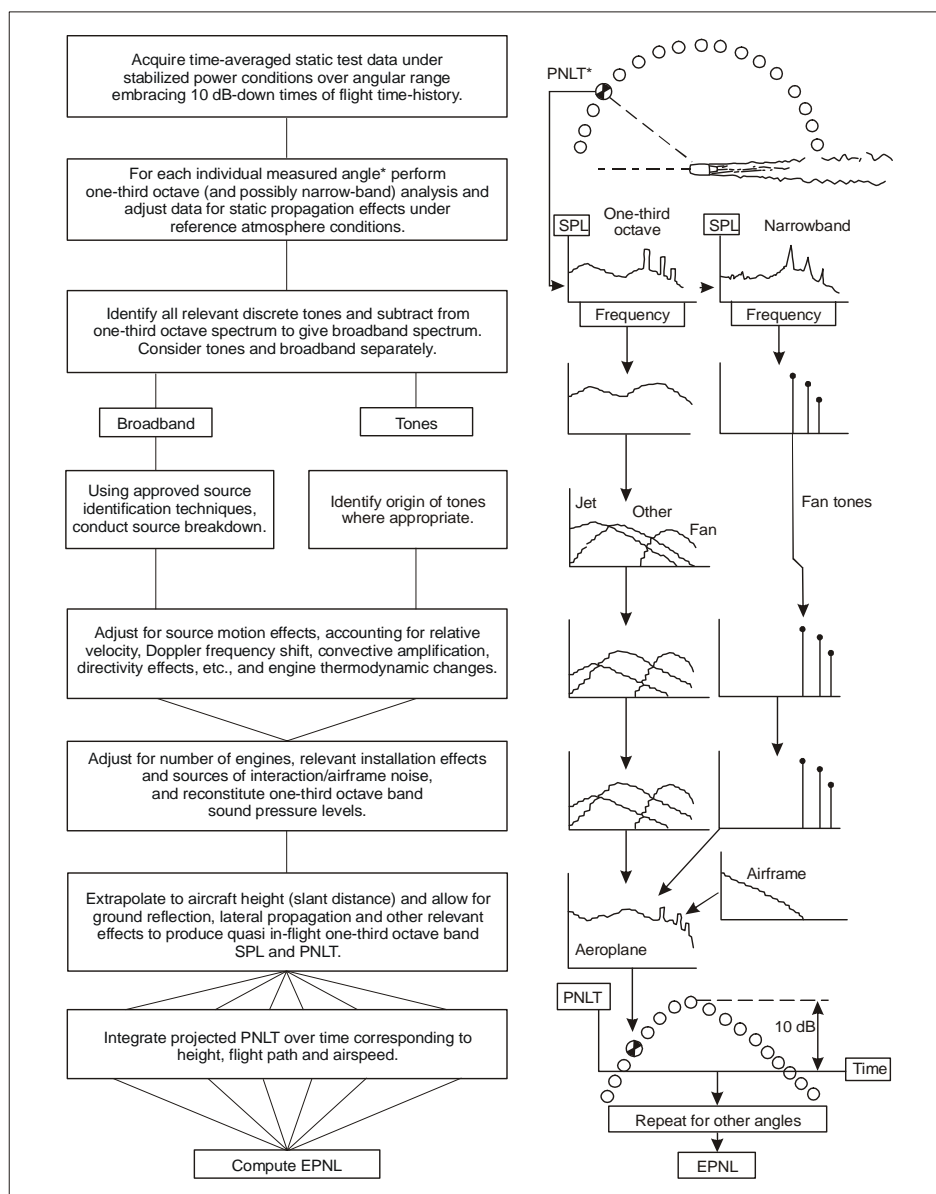 Acquire time-averaged static test data under
stabilized power conditions over angular range
embracing 10 dB-down times of flight time-history.
For each individual measured angle* perform
one-third octave (and possibly narrow-band) analysis and
adjust data for static propagation effects under
reference atmosphere conditions.
Identify all relevant discrete tones and subtract from
one-third octave spectrum to give broadband spectrum.
Consider tones and broadband separately.
Broadband
Tones
Using approved source
identification techniques,
conduct source breakdown.
Identify origin of tones
where appropriate.
Adjust for source motion effects, accounting for relative
velocity, Doppler frequency shift, convective amplification,
directivity effects, etc., and engine thermodynamic changes.
Adjust for number of engines, relevant installation effects
and sources of interaction/airframe noise,
and reconstitute one-third octave band
sound pressure levels.
Extrapolate to aircraft height (slant distance) and allow for
ground reflection, lateral propagation and other relevant
effects to produce quasi in-flight one-third octave band
SPL and PNLT.
Integrate projected PNLT over time corresponding to
height, flight path and airspeed.
Compute EPNL
PNLT*
SPL
One-third
octave
SPL
Narrowband
Frequency
Frequency
Jet
Other
Fan
Fan tones
Airframe
Aeroplane
PNLT
10 dB
Time
Repeat for other angles
EPNL